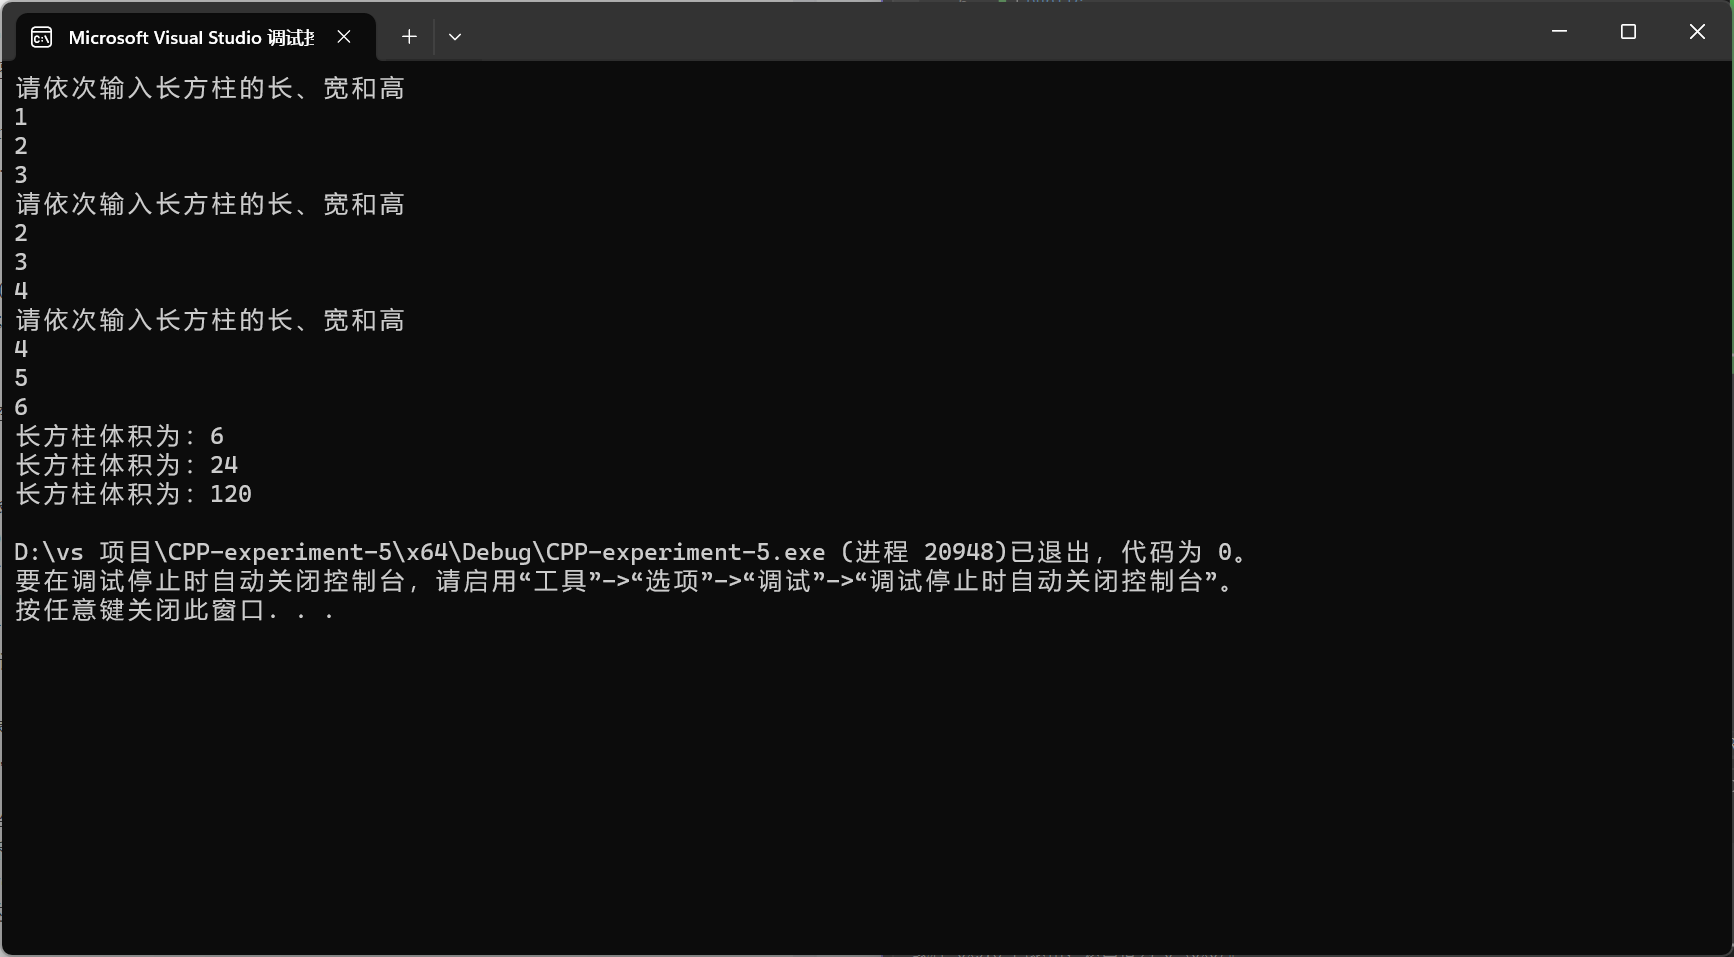 Microsoft Visual Studio 调试
请依次输入长方柱的长、宽和高
1
2
3
请依次输入长方柱的长、宽和高
2
3
4
请依次输入长方柱的长、宽和高
4
5
6
长方柱体积为：6
长方柱体积为：24
长方柱体积为：120
D:\vs 项目\CPP-experiment-5\x64\Debug\CPP-experiment-5.exe (进程 20948)已退出，代码为 0。
要在调试停止时自动关闭控制台，请启用“工具”->“选项”->“调试”->“调试停止时自动关闭控制台”。
按任意键关闭此窗口. . .